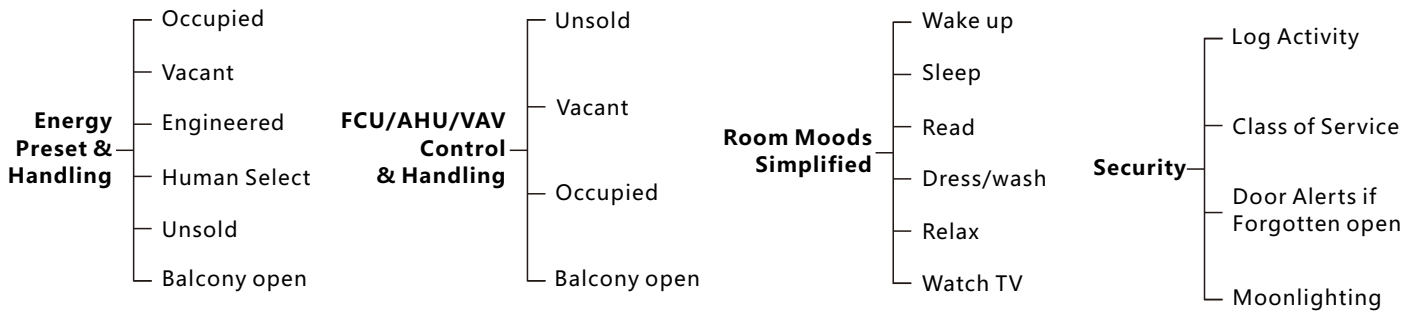 Energy
Preset &
Handling
Occupied
Vacant
Engineered
Human Select
Unsold
Balcony open
FCU/AHU/VAV
Control
& Handling
Unsold
Vacant
Occupied
Balcony open
Room Moods
Simplified
Wake up
Sleep
Read
Dress/wash
Relax
Watch TV
Security
Log Activity
Class of Service
Door Alerts if
Forgotten open
Moonlighting